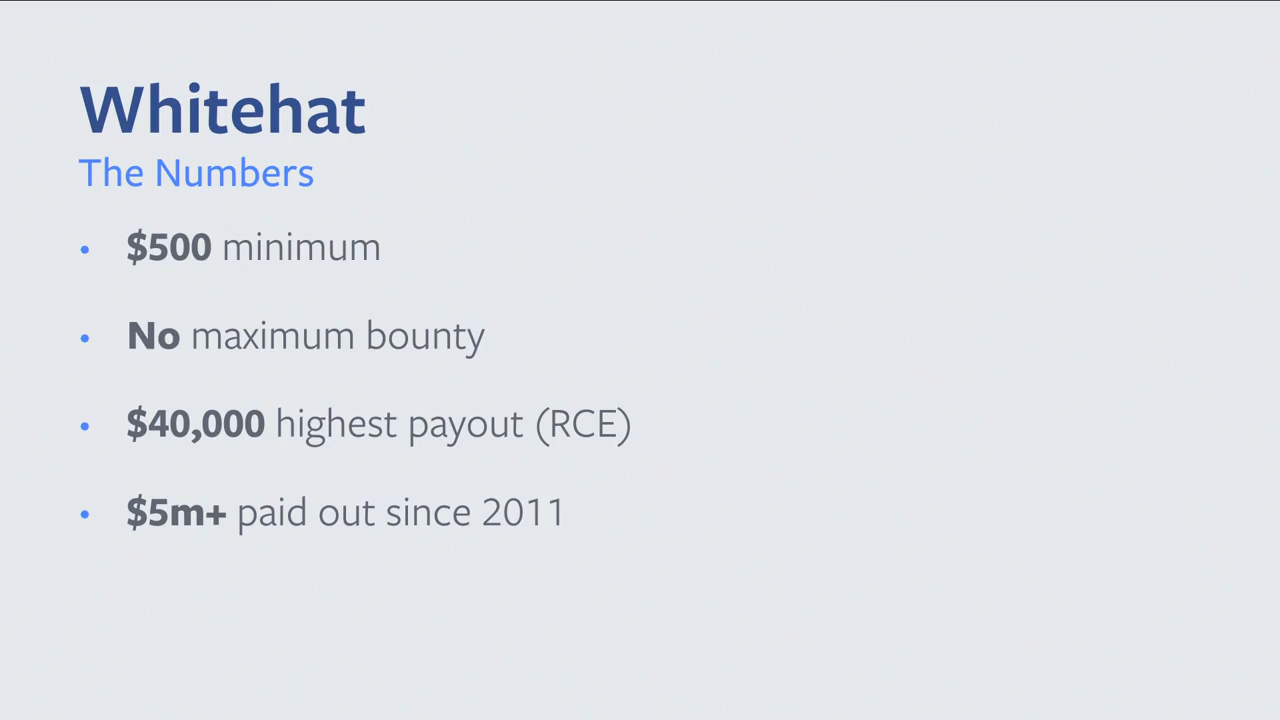 Whitehat
The Numbers
• $500 minimum
• No maximum bounty
• $40,000 highest payout (RCE)
• $5m+ paid out since 2011